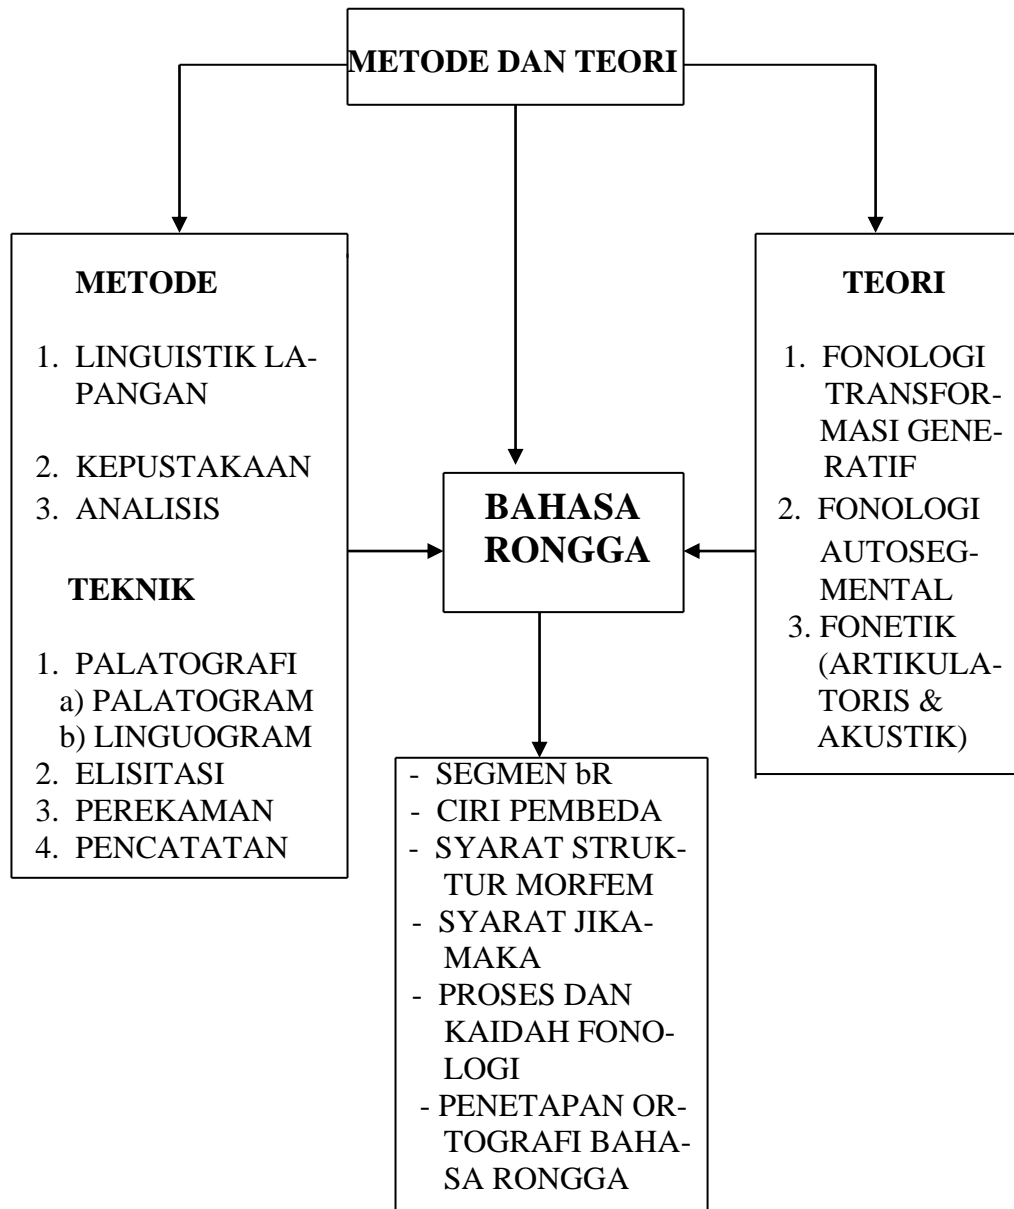 METODE DAN TEORI
METODE
1. LINGUISTIK LA-
PANGAN
2. KEPUSTAKAAN
3. ANALISIS
TEKNIK
1. PALATOGRAFI
a) PALATOGRAM
b) LINGUOGRAM
2. ELISITASI
3. PEREKAMAN
4. PENCATATAN
BAHASA
RONGGA
TEORI
1. FONOLOGI
TRANSFOR-
MASI GENE-
RATIF
2. FONOLOGI
AUTOSEG-
MENTAL
3. FONETIK
(ARTIKULA-
TORIS &
AKUSTIK)
- SEGMEN bR
- CIRI PEMBEDA
- SYARAT STRUK-
TUR MORFEM
- SYARAT JIKA-
MAKA
- PROSES DAN
KAIDAH FONO-
LOGI
- PENETAPAN OR-
TOGRAFI BAHA-
SA RONGGA